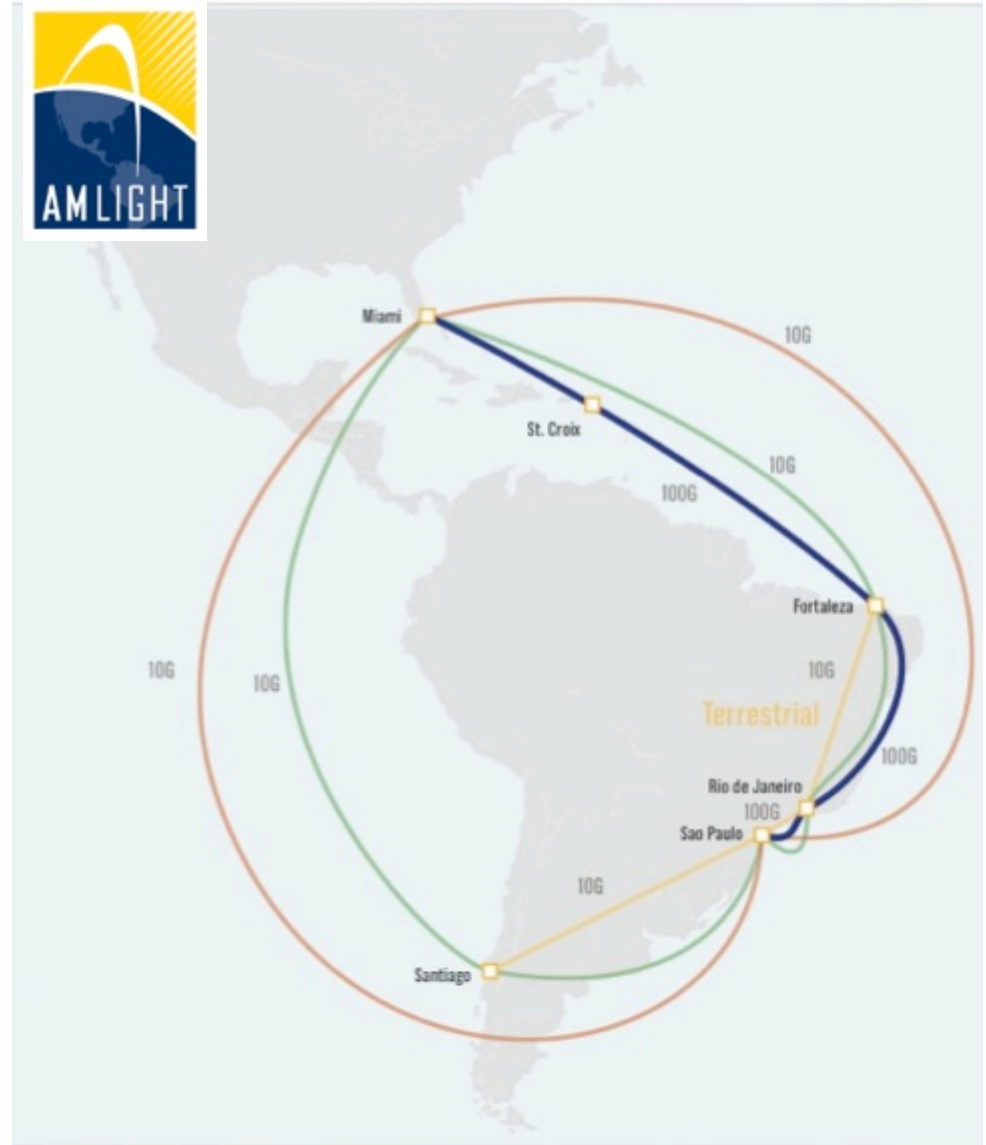 AMLIGHT
Miami
10G
St. Croix
10G
100G
Fortaleza
10G
10G
10G
Terrestrial
100G
Rio de Janeiro
100G
Sao Paulo
10G
Santiago